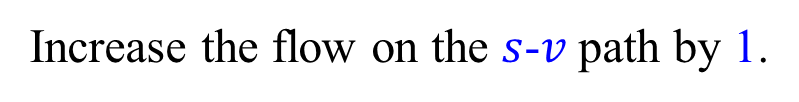 Increase the flow on the s-v path by 1.